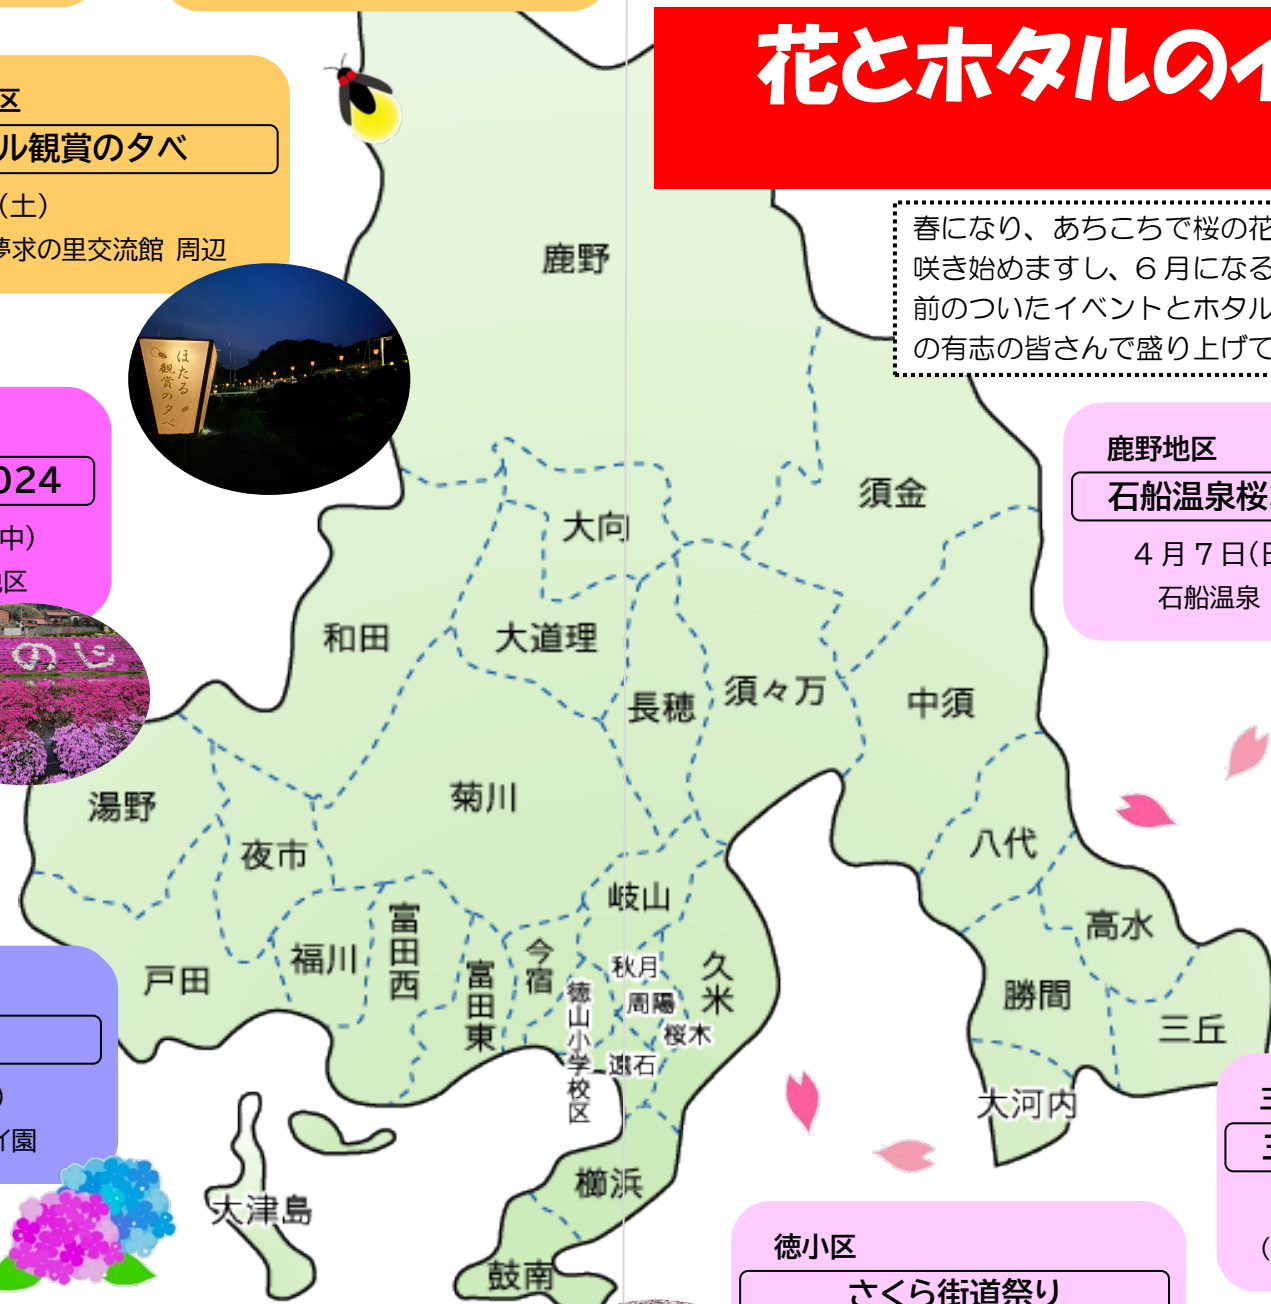 花とホタルのイ
区
ル観賞の夕べ
(土)
夢求の里交流館 周辺
春になり、あちこちで桜の花
咲き始めますし、6月になる
前のついたイベントとホタル
の有志の皆さんで盛り上げて
ほたる
観賞の夕べ
024
中)
区
のじ
鹿野地区
石船温泉桜
4月7日(日
石船温泉
鹿野
須金
大向
和田
大道理
長穂
須々万
中須
菊川
湯野
夜市
八代
岐山
高水
富田西
福川
今宿
久米
秋月
戸田
富田東
徳山小学校区
周陽
勝間
桜木
三丘
遠石
大河内
櫛浜
大津島
鼓南
)
イ園
徳小区
さくら街道祭り
(